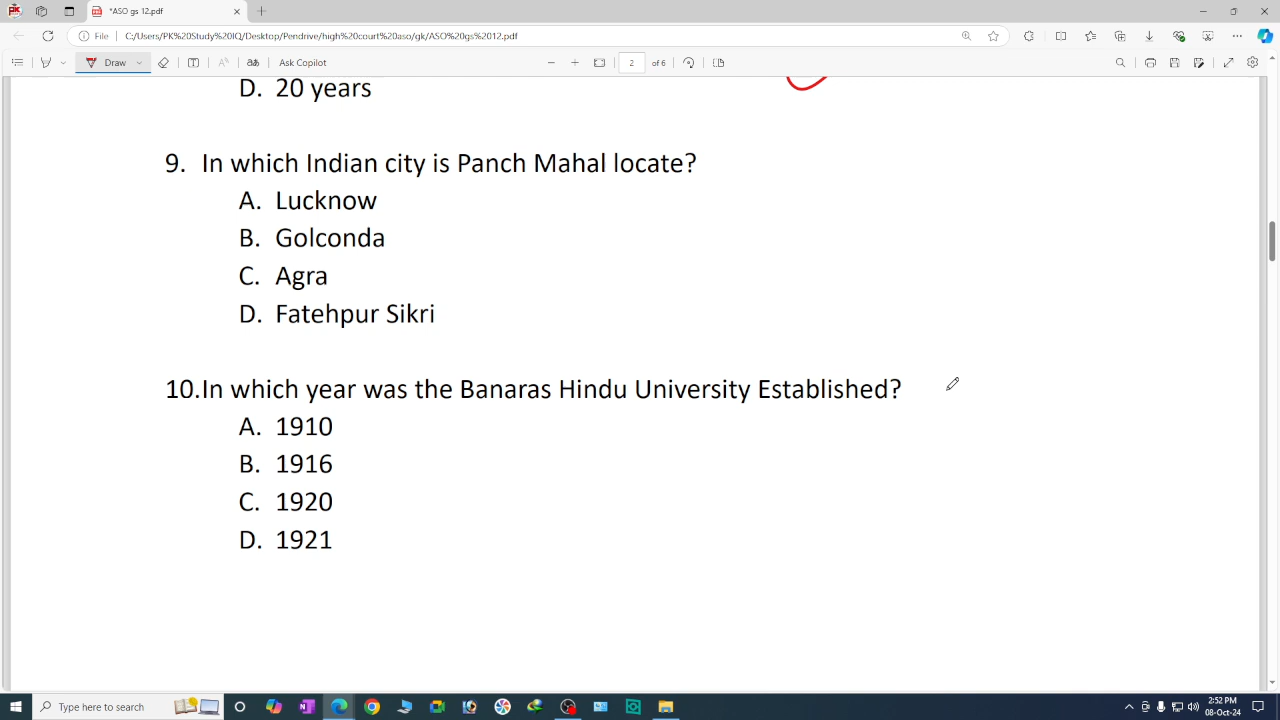 *ASO gs 12.pdf
File C:/Users/PK%20Study%20IQ/Desktop/Pendrive/high%20court%20aso/gk/ASO%20gs%2012.pdf
Draw Ask Copilot 2 of 6
D. 20 years
9. In which Indian city is Panch Mahal locate?
A. Lucknow
B. Golconda
C. Agra
D. Fatehpur Sikri
10.In which year was the Banaras Hindu University Established?
A. 1910
B. 1916
C. 1920
D. 1921
Type here to search
2:52 PM
08-Oct-24